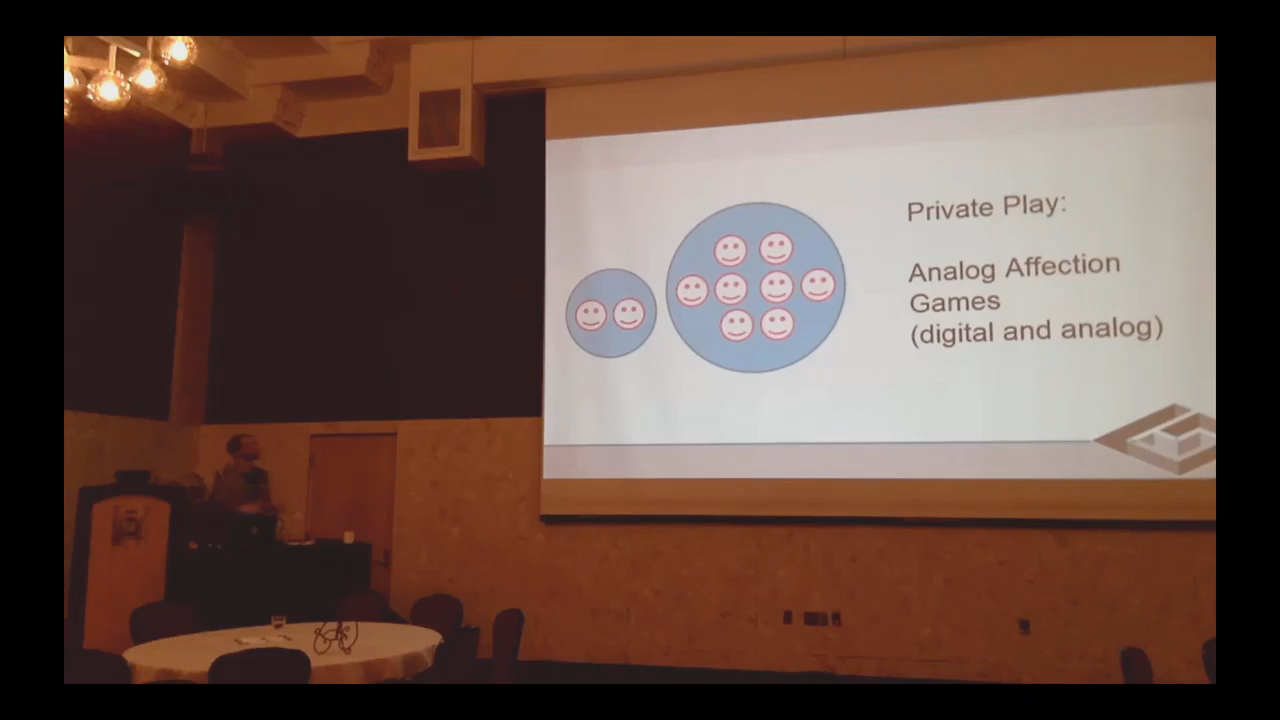 Private Play:
Analog Affection
Games
(digital and analog)